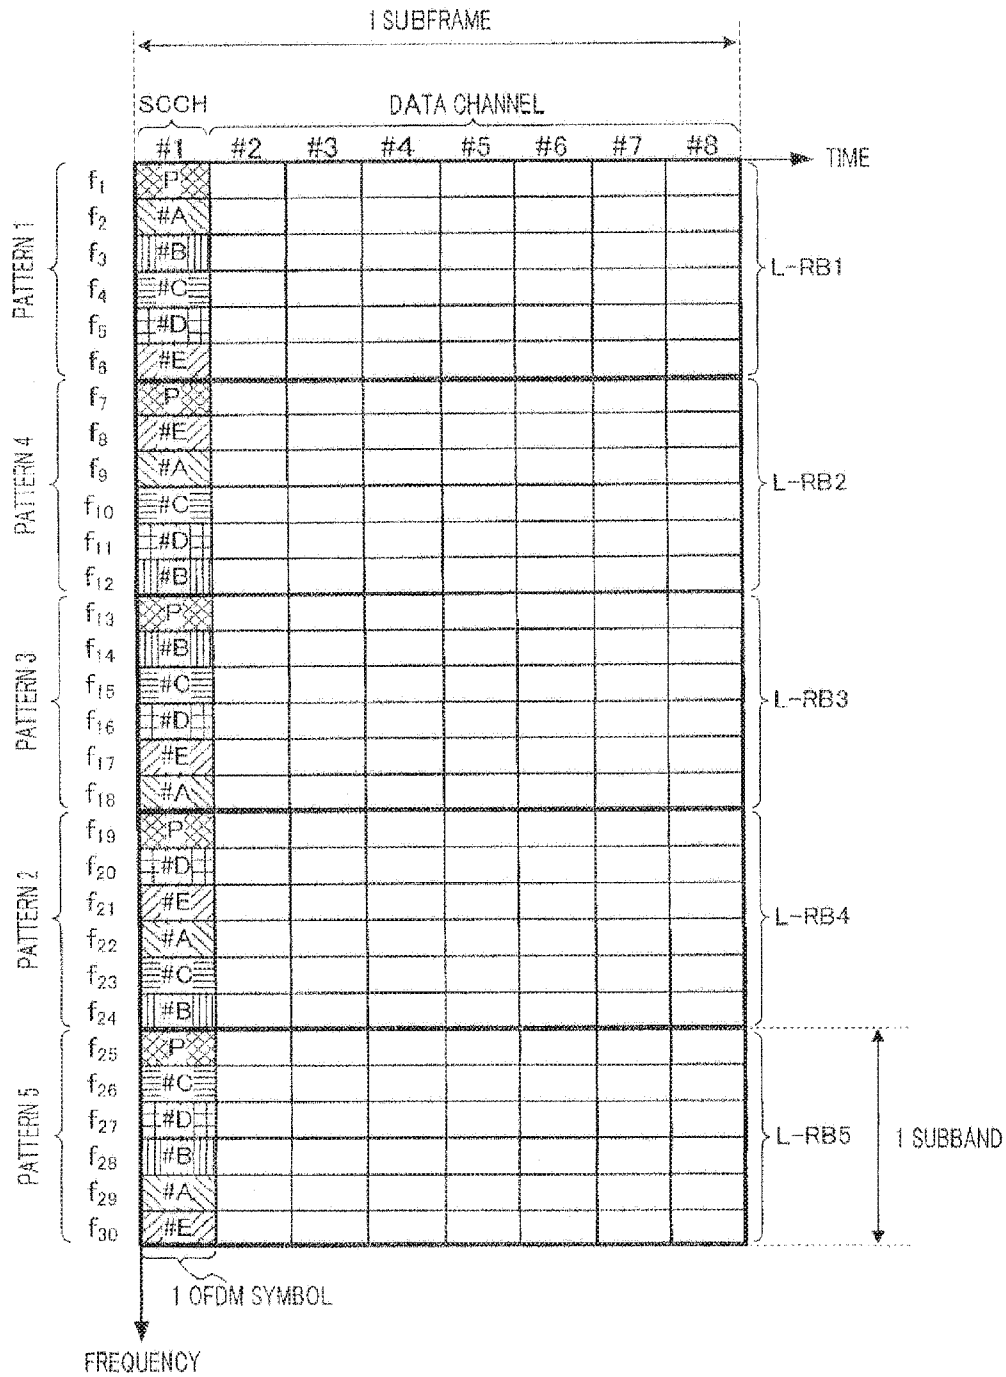 1 SUBFRAME
SCCH DATA CHANNEL
#1 #2 #3 #4 #5 #6 #7 #8 TIME
PATTERN 1
f1 P
f2 #A
f3 #B
f4 #C
f5 #D
f6 #E
L-RB1
PATTERN 4
f7 P
f8 #E
f9 #A
f10 #C
f11 #D
f12 #B
L-RB2
PATTERN 3
f13 P
f14 #B
f15 #C
f16 #D
f17 #E
f18 #A
L-RB3
PATTERN 2
f19 P
f20 #D
f21 #E
f22 #A
f23 #C
f24 #B
L-RB4
PATTERN 5
f25 P
f26 #C
f27 #D
f28 #B
f29 #A
f30 #E
L-RB5
1 SUBBAND
1 OFDM SYMBOL
FREQUENCY